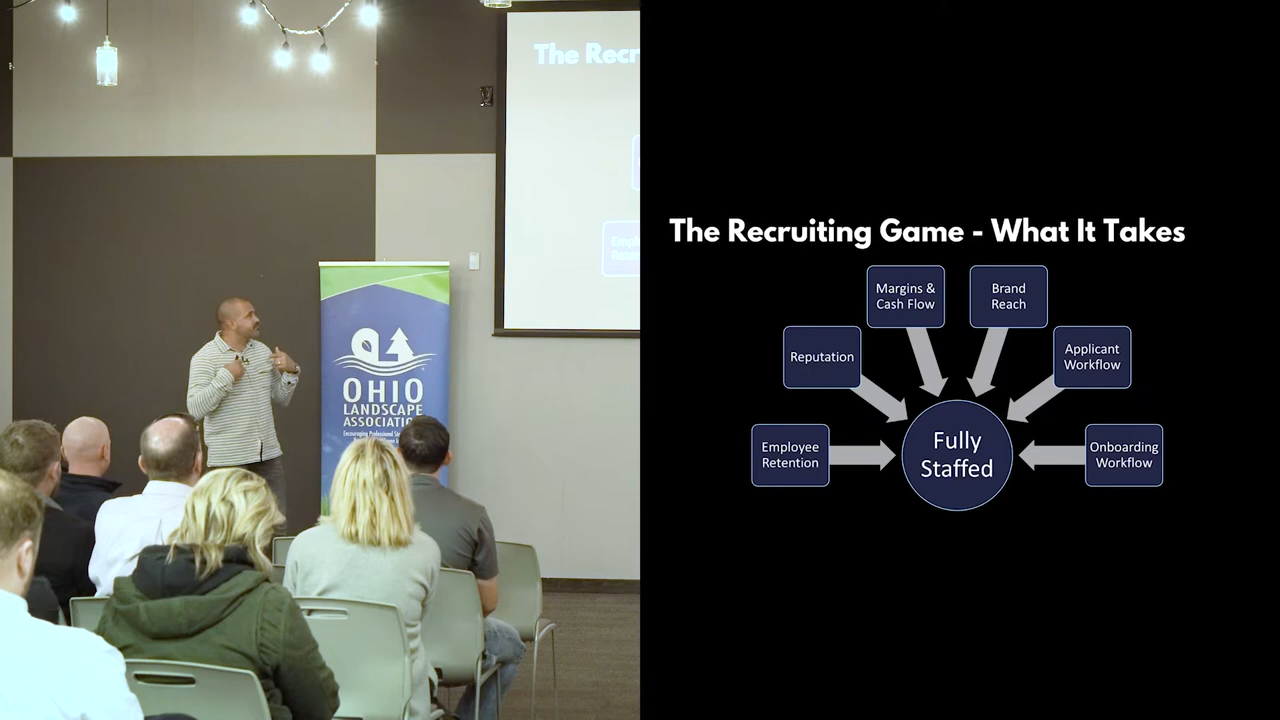 The Recr
OHIO
LANDSCAPE
ASSOCIATIO
The Recruiting Game - What It Takes
Margins &
Cash Flow
Brand
Reach
Reputation
Applicant
Workflow
Employee
Retention
Fully
Staffed
Onboarding
Workflow